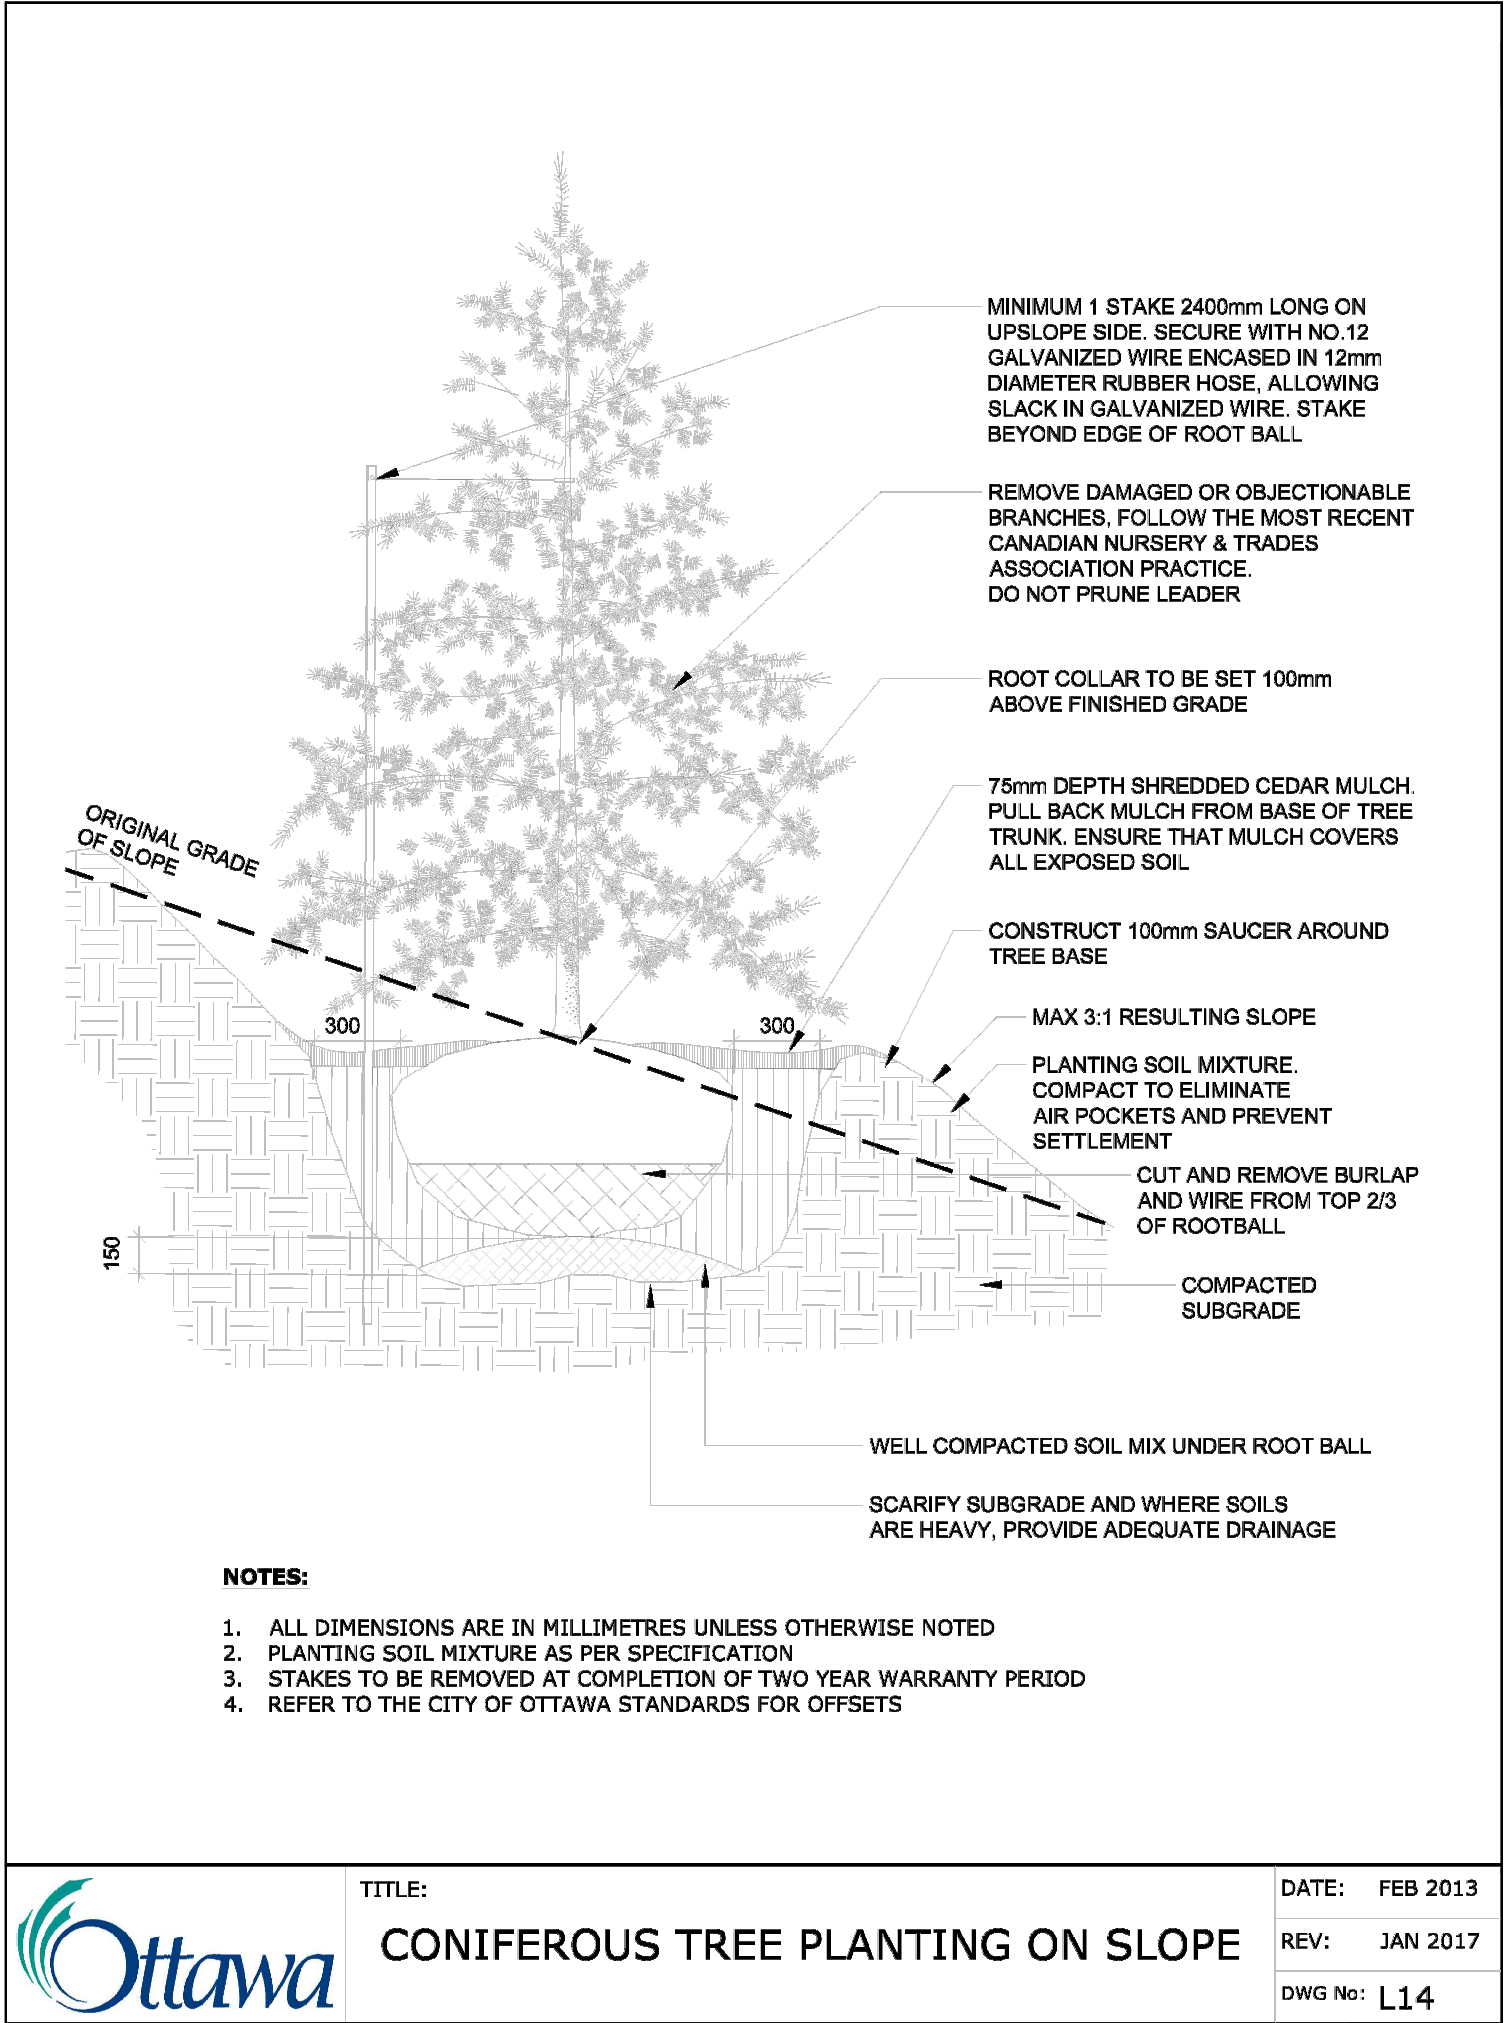 MINIMUM 1 STAKE 2400mm LONG ON
UPSLOPE SIDE. SECURE WITH NO.12
GALVANIZED WIRE ENCASED IN 12mm
DIAMETER RUBBER HOSE, ALLOWING
SLACK IN GALVANIZED WIRE. STAKE
BEYOND EDGE OF ROOT BALL
REMOVE DAMAGED OR OBJECTIONABLE
BRANCHES, FOLLOW THE MOST RECENT
CANADIAN NURSERY & TRADES
ASSOCIATION PRACTICE.
DO NOT PRUNE LEADER
ROOT COLLAR TO BE SET 100mm
ABOVE FINISHED GRADE
75mm DEPTH SHREDDED CEDAR MULCH.
PULL BACK MULCH FROM BASE OF TREE
TRUNK. ENSURE THAT MULCH COVERS
ALL EXPOSED SOIL
ORIGINAL GRADE
OF SLOPE
CONSTRUCT 100mm SAUCER AROUND
TREE BASE
300
300
MAX 3:1 RESULTING SLOPE
PLANTING SOIL MIXTURE.
COMPACT TO ELIMINATE
AIR POCKETS AND PREVENT
SETTLEMENT
CUT AND REMOVE BURLAP
AND WIRE FROM TOP 2/3
OF ROOTBALL
150
COMPACTED
SUBGRADE
WELL COMPACTED SOIL MIX UNDER ROOT BALL
SCARIFY SUBGRADE AND WHERE SOILS
ARE HEAVY, PROVIDE ADEQUATE DRAINAGE
NOTES:
1. ALL DIMENSIONS ARE IN MILLIMETRES UNLESS OTHERWISE NOTED
2. PLANTING SOIL MIXTURE AS PER SPECIFICATION
3. STAKES TO BE REMOVED AT COMPLETION OF TWO YEAR WARRANTY PERIOD
4. REFER TO THE CITY OF OTTAWA STANDARDS FOR OFFSETS
Ottawa
TITLE:
CONIFEROUS TREE PLANTING ON SLOPE
DATE: FEB 2013
REV: JAN 2017
DWG No: L14